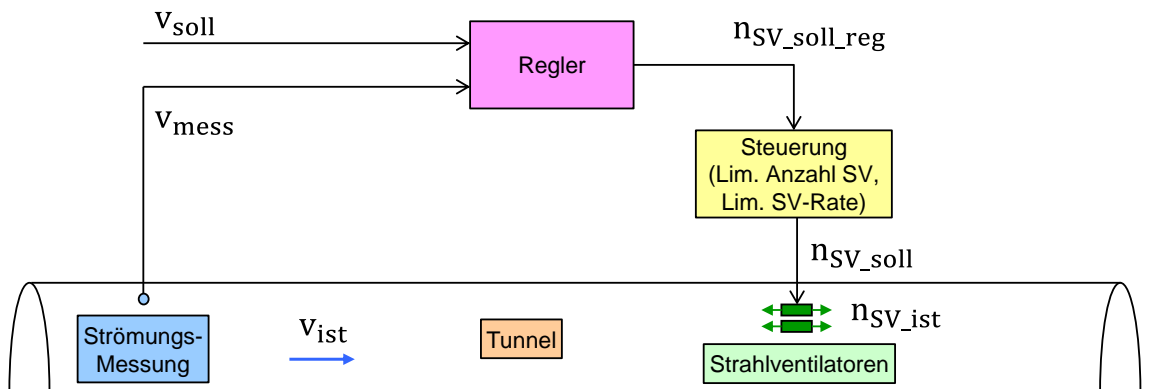 v_soll
n_SV_soll_reg
Regler
v_mess
Steuerung
(Lim. Anzahl SV,
Lim. SV-Rate)
n_SV_soll
n_SV_ist
Strömungs-
Messung
v_ist
Tunnel
Strahlventilatoren